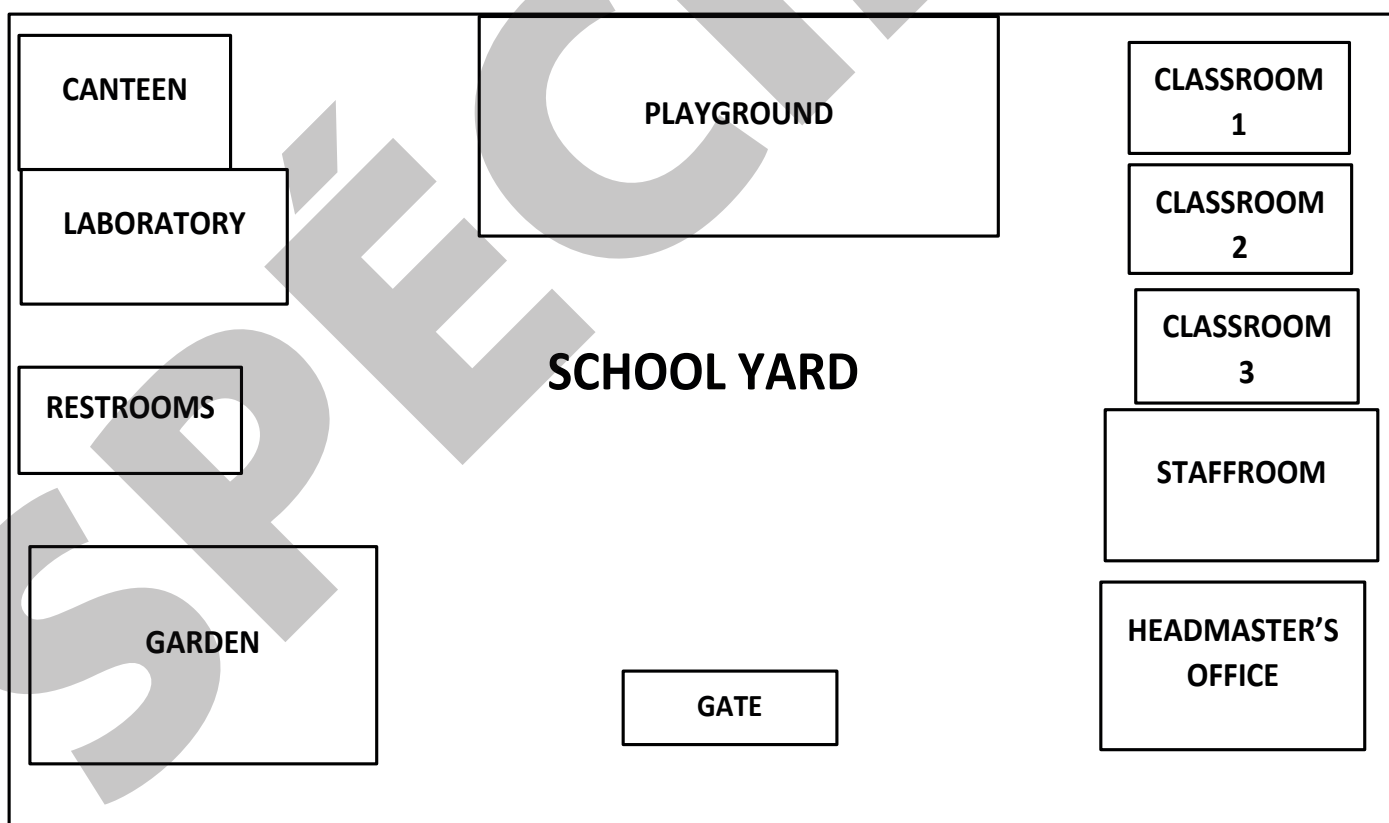 CANTEEN
PLAYGROUND
CLASSROOM
1
LABORATORY
CLASSROOM
2
SCHOOL YARD
CLASSROOM
3
RESTROOMS
STAFFROOM
GARDEN
HEADMASTER’S
OFFICE
GATE